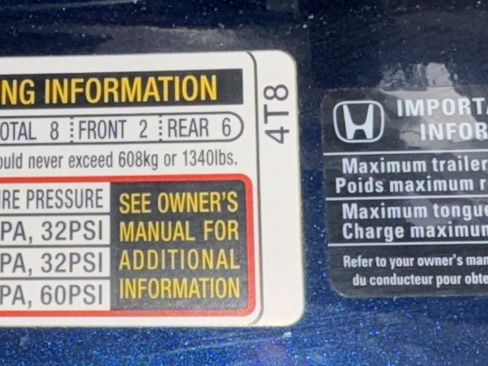 NG INFORMATION
OTAL 8 FRONT 2 REAR 6
ould never exceed 608kg or 1340lbs.
IRE PRESSURE
PA, 32PSI
PA, 32PSI
PA, 60PSI
SEE OWNER'S
MANUAL FOR
ADDITIONAL
INFORMATION
4T8
IMPORTA
INFOR
Maximum trailer
Poids maximum r
Maximum tongue
Charge maximum
Refer to your owner's man
du conducteur pour obte